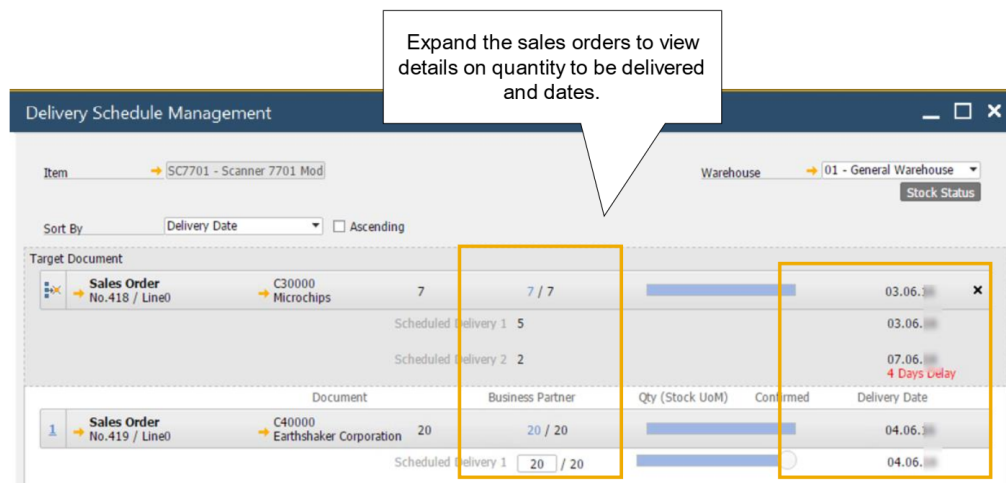 Expand the sales orders to view
details on quantity to be delivered
and dates.
Delivery Schedule Management
Item SC7701 - Scanner 7701 Mod Warehouse 01 - General Warehouse
Stock Status
Sort By Delivery Date Ascending
Target Document
Sales Order C30000
No.418 / Line0 Microchips 7 7 / 7 03.06.
Scheduled Delivery 1 5 03.06.
Scheduled Delivery 2 2 07.06.
4 Days Delay
Document Business Partner Qty (Stock UoM) Confirmed Delivery Date
1 Sales Order C40000
No.419 / Line0 Earthshaker Corporation 20 20 / 20 04.06.
Scheduled Delivery 1 20 / 20 04.06.